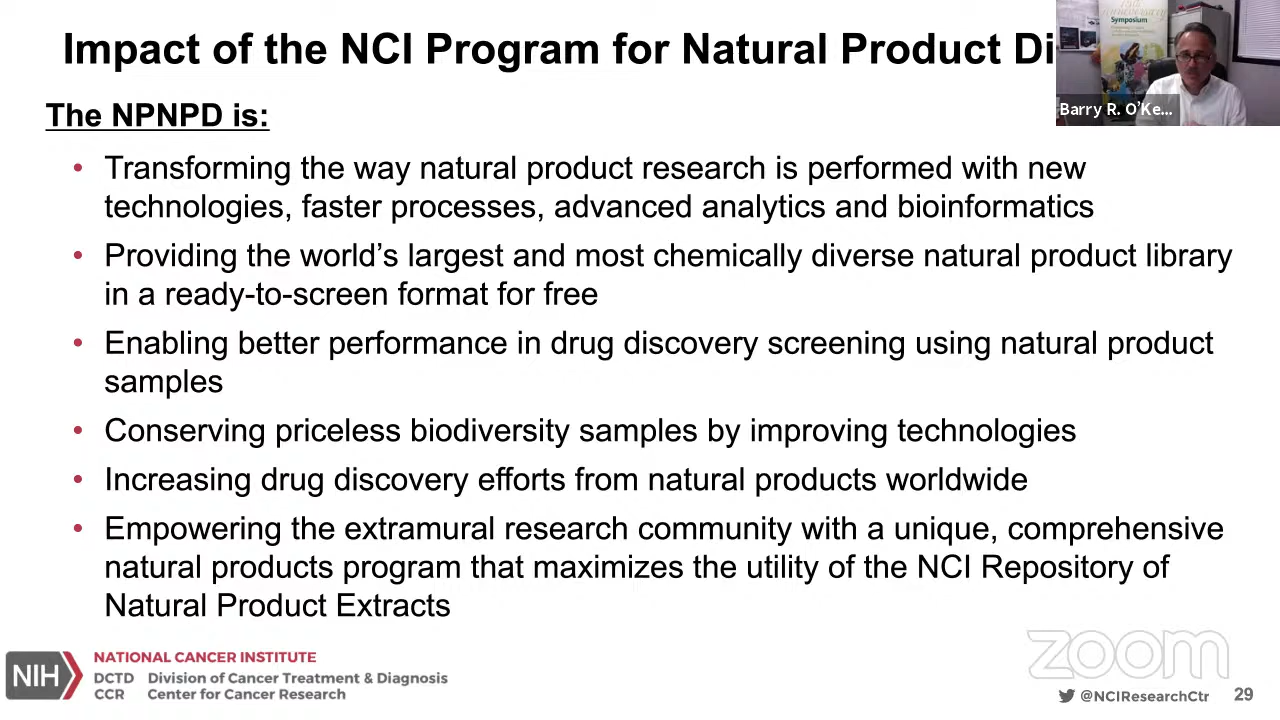 Impact of the NCI Program for Natural Product Di
Symposium
Barry R. O'Ke...
The NPNPD is:
• Transforming the way natural product research is performed with new
technologies, faster processes, advanced analytics and bioinformatics
• Providing the world's largest and most chemically diverse natural product library
in a ready-to-screen format for free
• Enabling better performance in drug discovery screening using natural product
samples
• Conserving priceless biodiversity samples by improving technologies
• Increasing drug discovery efforts from natural products worldwide
• Empowering the extramural research community with a unique, comprehensive
natural products program that maximizes the utility of the NCI Repository of
Natural Product Extracts
NIH
NATIONAL CANCER INSTITUTE
DCTD Division of Cancer Treatment & Diagnosis
CCR Center for Cancer Research
zoom
@NCIResearchCtr 29